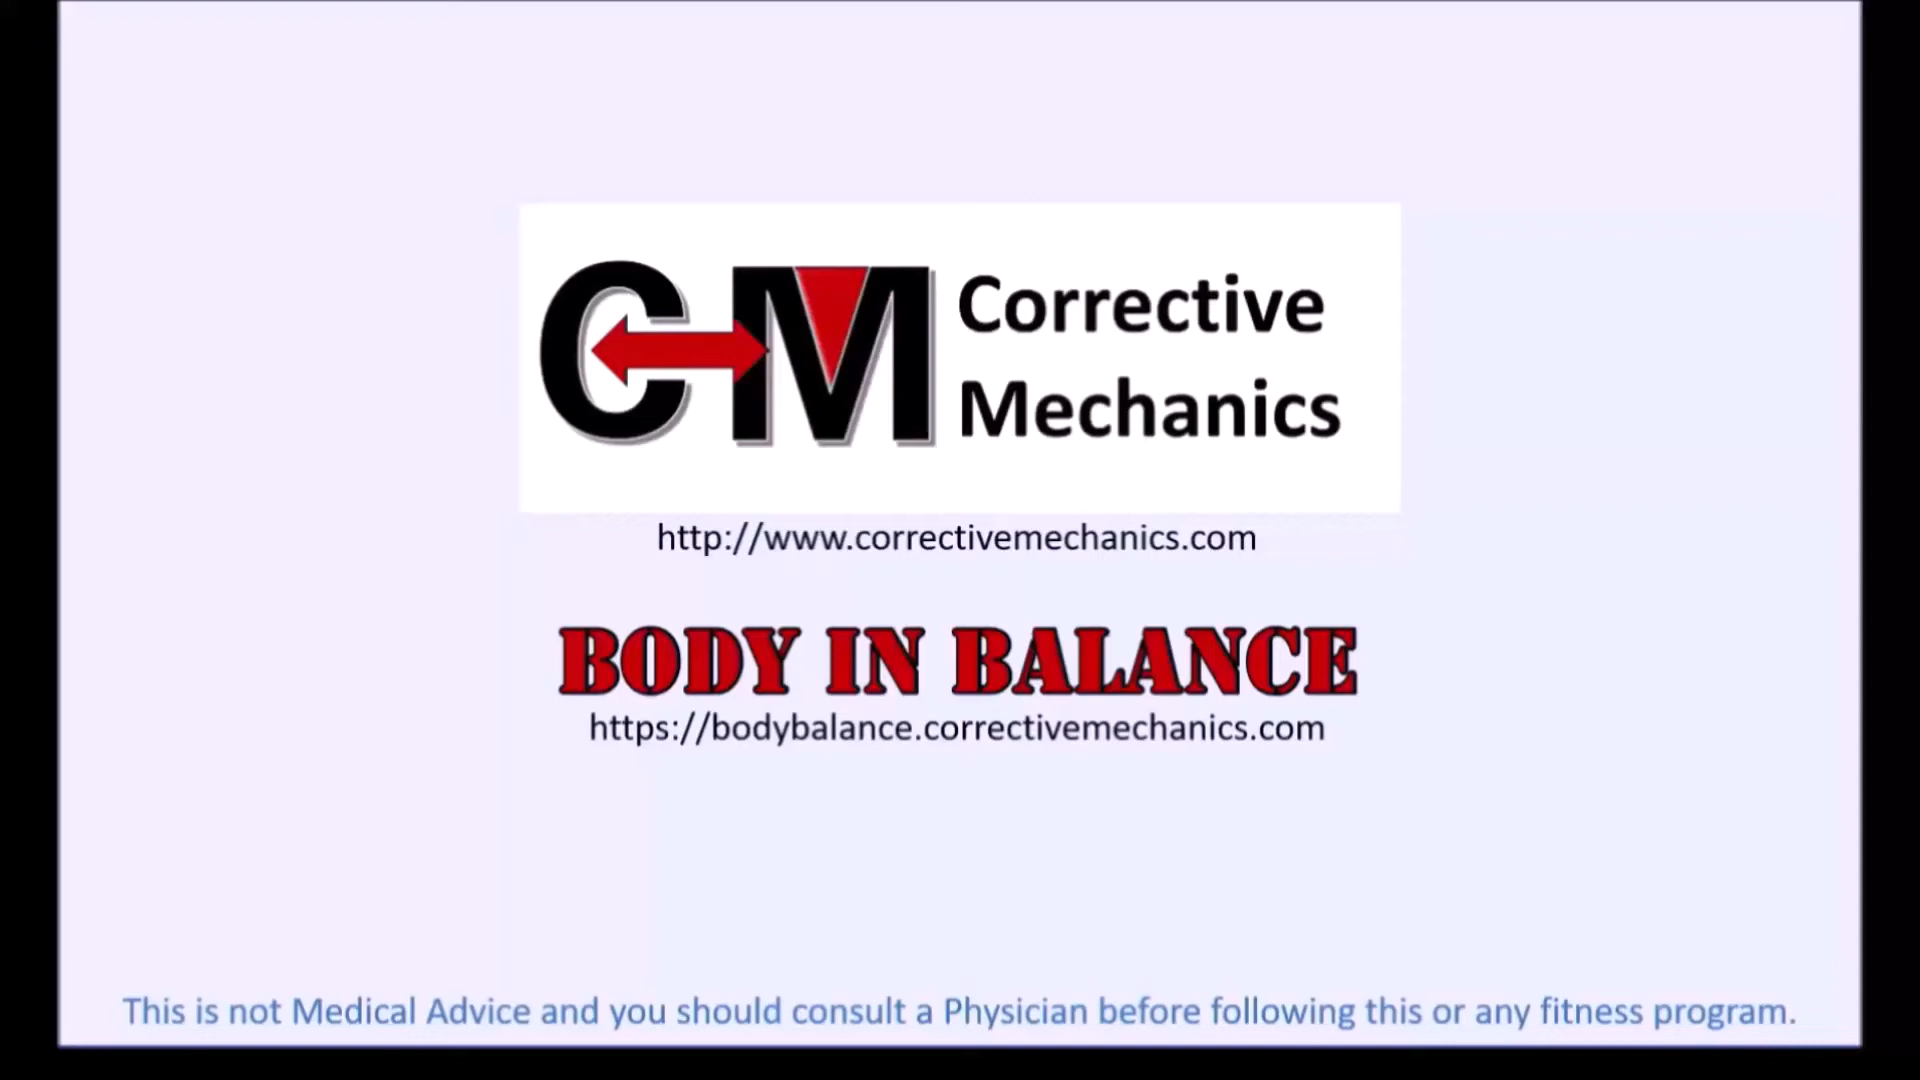 CM
Corrective
Mechanics
http://www.correctivemechanics.com
BODY IN BALANCE
https://bodybalance.correctivemechanics.com
This is not Medical Advice and you should consult a Physician before following this or any fitness program.